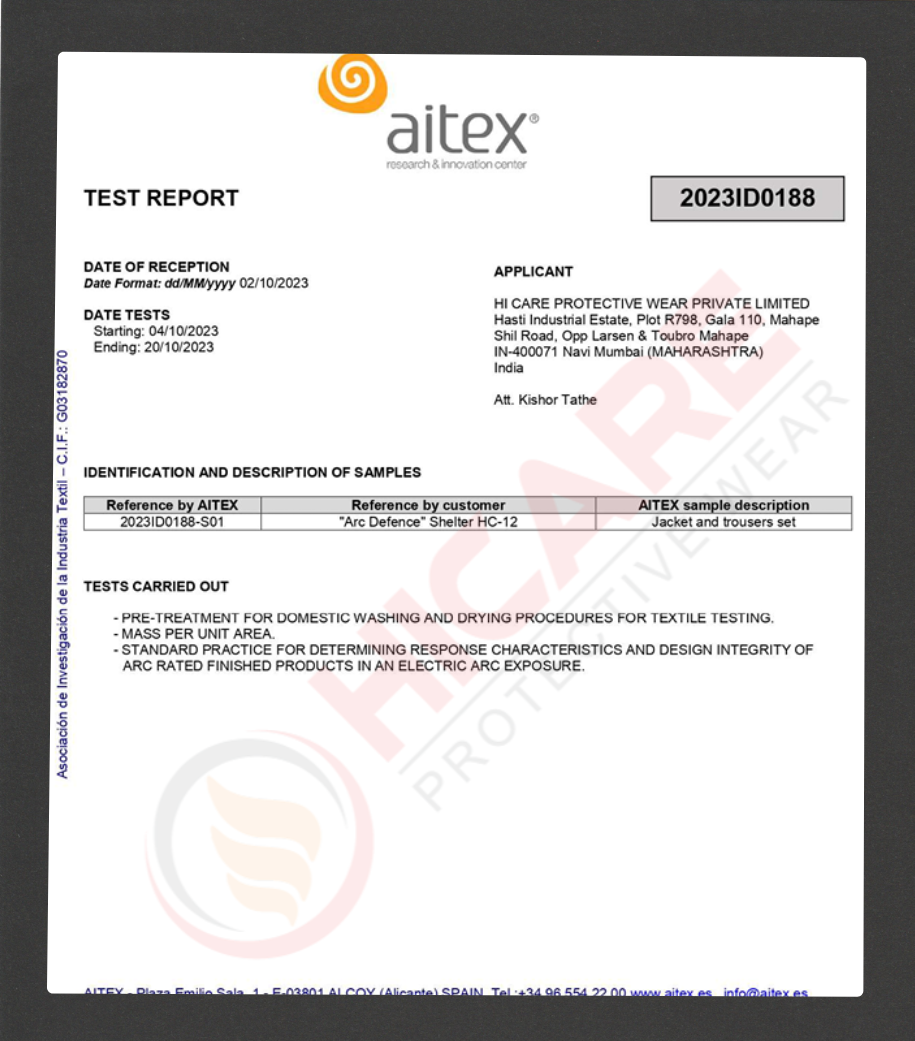 aitex®
research & innovation center
TEST REPORT
2023ID0188
DATE OF RECEPTION
Date Format: dd/MM/yyyy 02/10/2023
DATE TESTS
Starting: 04/10/2023
Ending: 20/10/2023
APPLICANT
HI CARE PROTECTIVE WEAR PRIVATE LIMITED
Hasti Industrial Estate, Plot R798, Gala 110, Mahape
Shil Road, Opp Larsen & Toubro Mahape
IN-400071 Navi Mumbai (MAHARASHTRA)
India
Att. Kishor Tathe
Asociación de Investigación de la Industria Textil – C.I.F.: G03182870
IDENTIFICATION AND DESCRIPTION OF SAMPLES
Reference by AITEX Reference by customer AITEX sample description
2023ID0188-S01 "Arc Defence" Shelter HC-12 Jacket and trousers set
TESTS CARRIED OUT
- PRE-TREATMENT FOR DOMESTIC WASHING AND DRYING PROCEDURES FOR TEXTILE TESTING.
- MASS PER UNIT AREA.
- STANDARD PRACTICE FOR DETERMINING RESPONSE CHARACTERISTICS AND DESIGN INTEGRITY OF
ARC RATED FINISHED PRODUCTS IN AN ELECTRIC ARC EXPOSURE.
HICARE
PROTECTIVE WEAR
AITEX - Plaza Emilio Sala, 1 - E-03801 ALCOY (Alicante) SPAIN Tel.:+34 96 554 22 00 www.aitex.es info@aitex.es